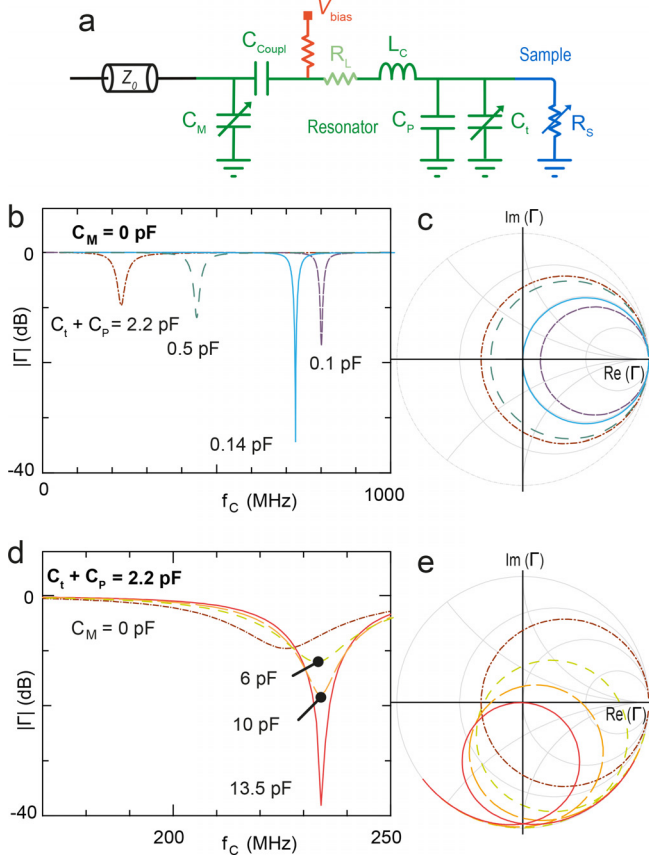 a
V_bias
C_Coupl
L_C
R_L
Sample
Z_0
C_M
Resonator
C_P
C_t
R_S
b
C_M = 0 pF
0
C_t + C_P = 2.2 pF
0.5 pF
0.1 pF
0.14 pF
|Γ| (dB)
-40
0
1000
f_C (MHz)
c
Im (Γ)
Re (Γ)
d
C_t + C_P = 2.2 pF
0
C_M = 0 pF
6 pF
10 pF
13.5 pF
|Γ| (dB)
-40
200
250
f_C (MHz)
e
Im (Γ)
Re (Γ)